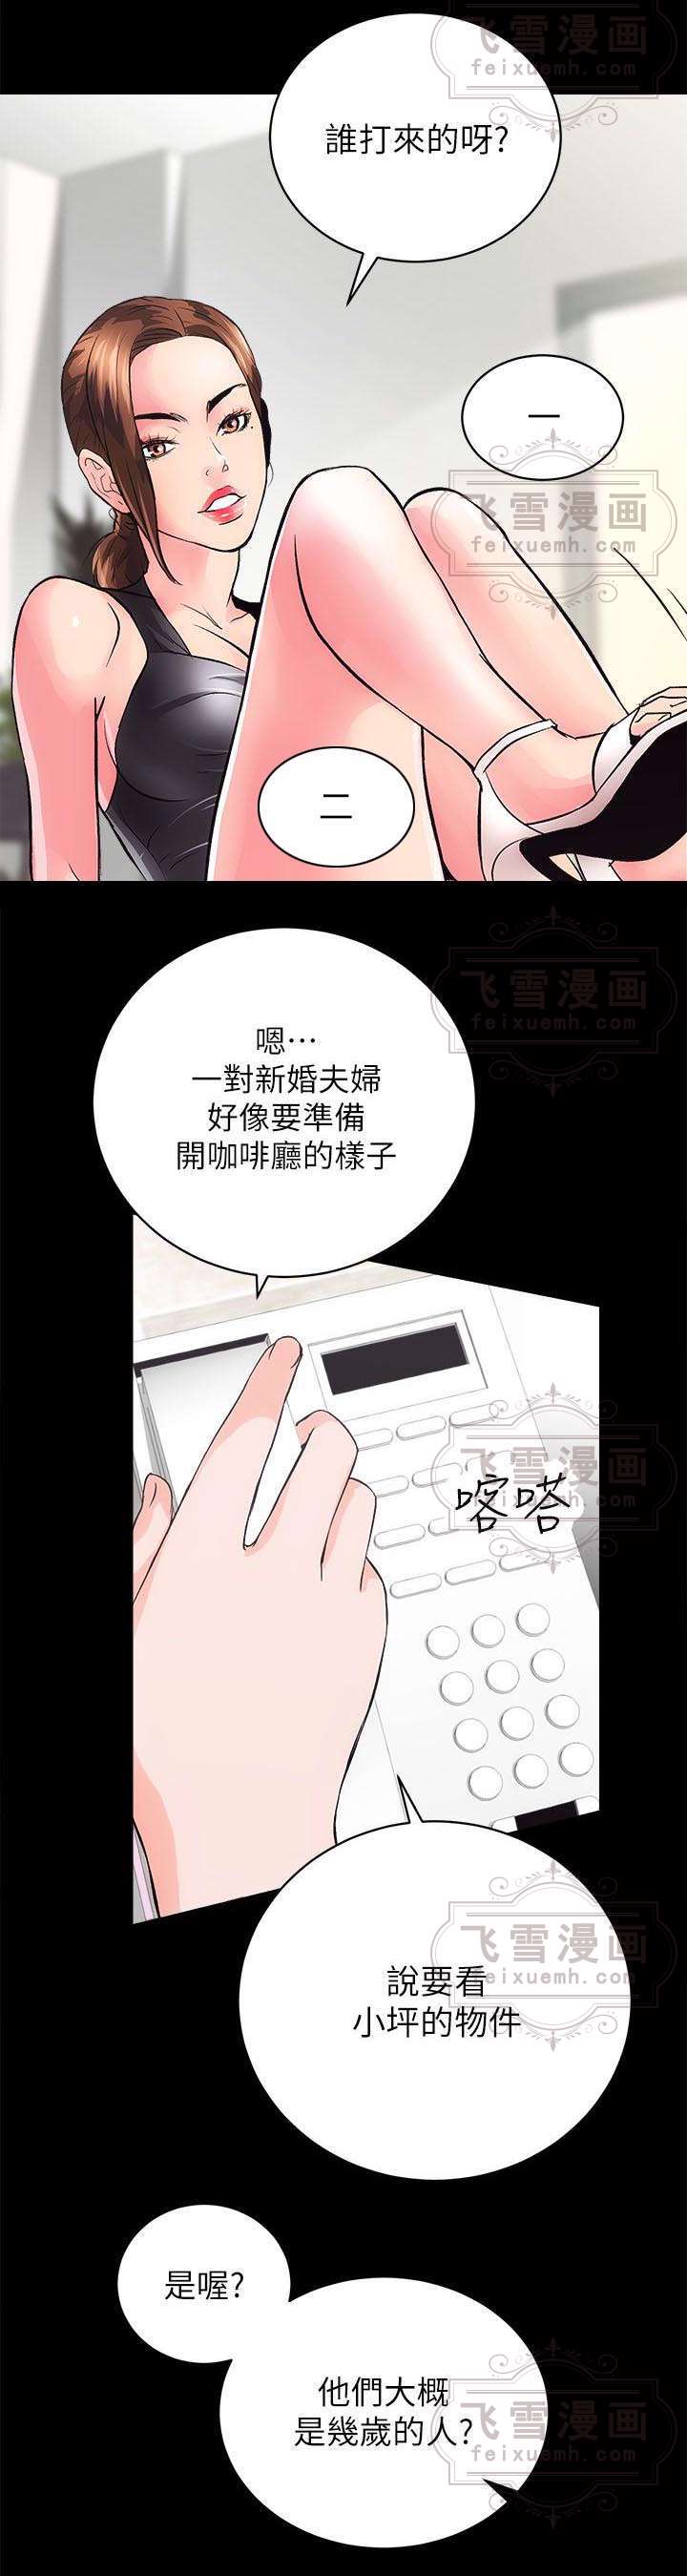 飞雪漫画
feixuemh.com
誰打來的呀?
一
飞雪漫画
feixuemh.com
二
飞雪漫画
feixuemh.com
嗯…
一對新婚夫婦
好像要準備
開咖啡廳的樣子
飞雪漫画
feixuemh.com
喀嗒
飞雪漫画
feixuemh.com
說要看
小坪的物件
是喔?
他們大概
是幾歲的人?
飞雪漫画
feixuemh.com